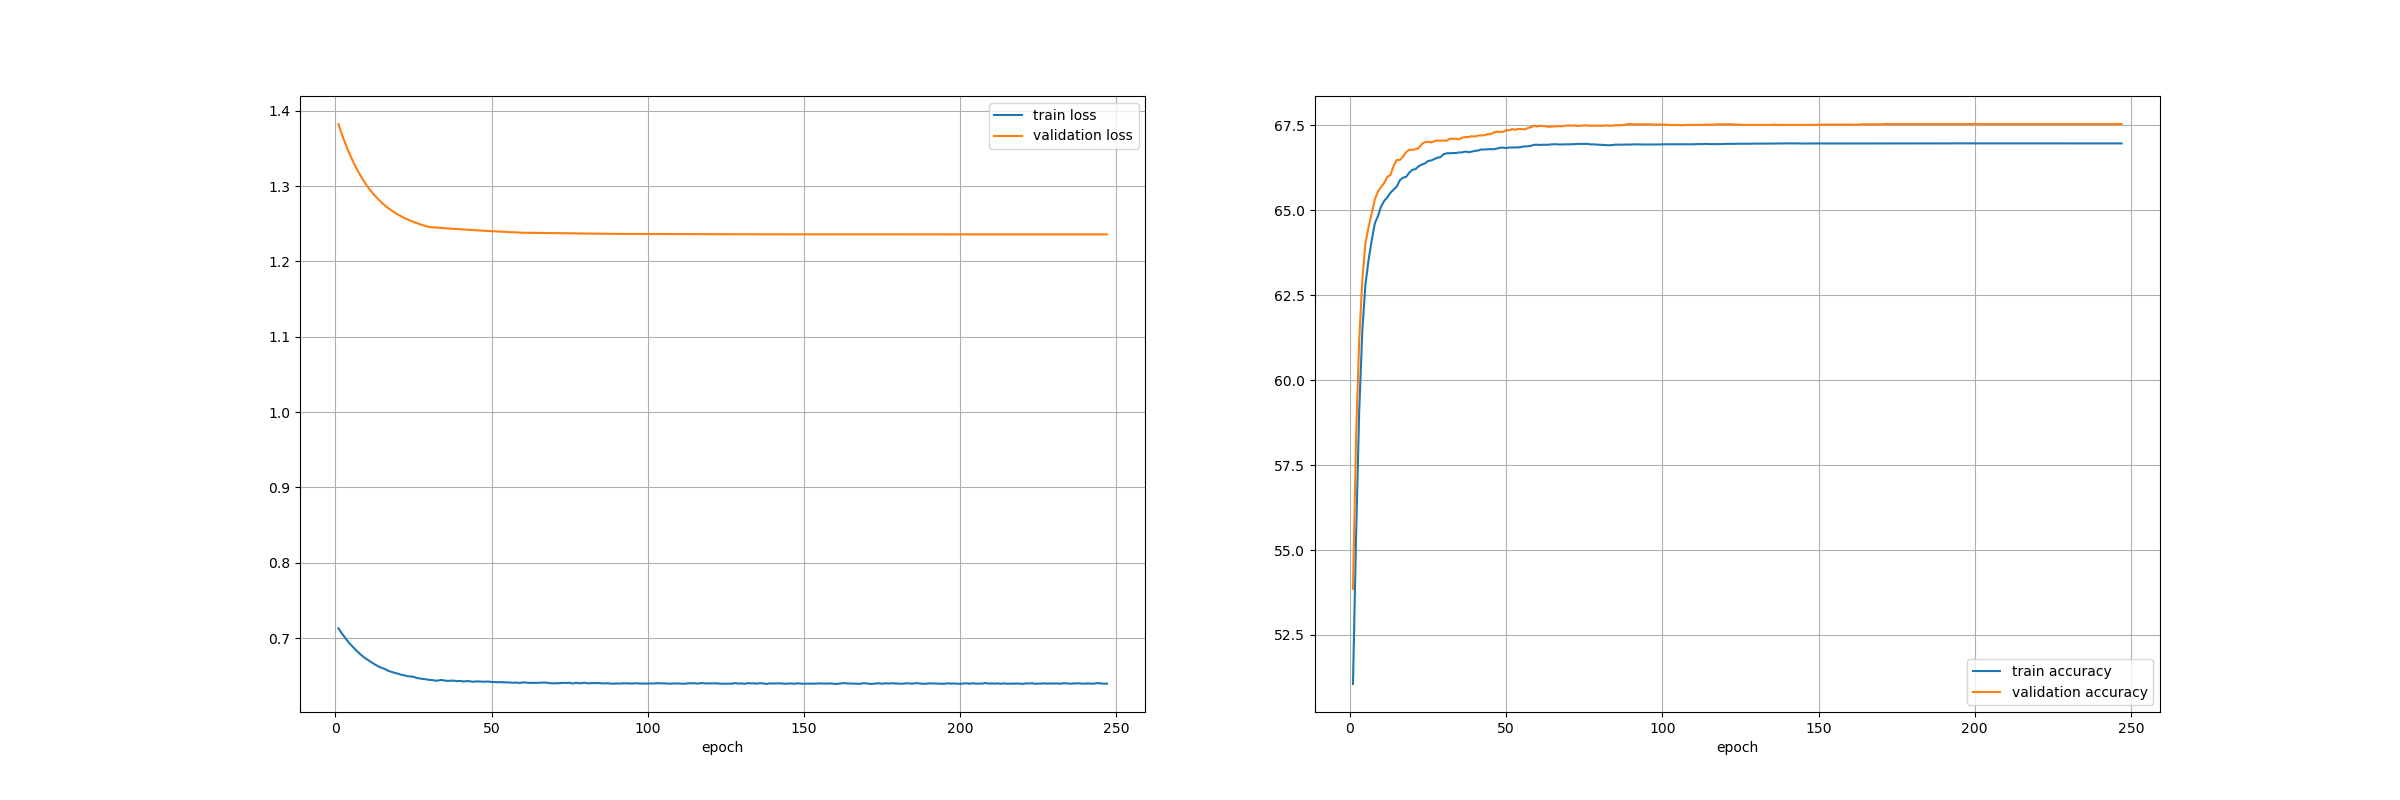 1.4
1.3
1.2
1.1
1.0
0.9
0.8
0.7
0 50 100 150 200 250
epoch
train loss
validation loss
67.5
65.0
62.5
60.0
57.5
55.0
52.5
0 50 100 150 200 250
epoch
train accuracy
validation accuracy